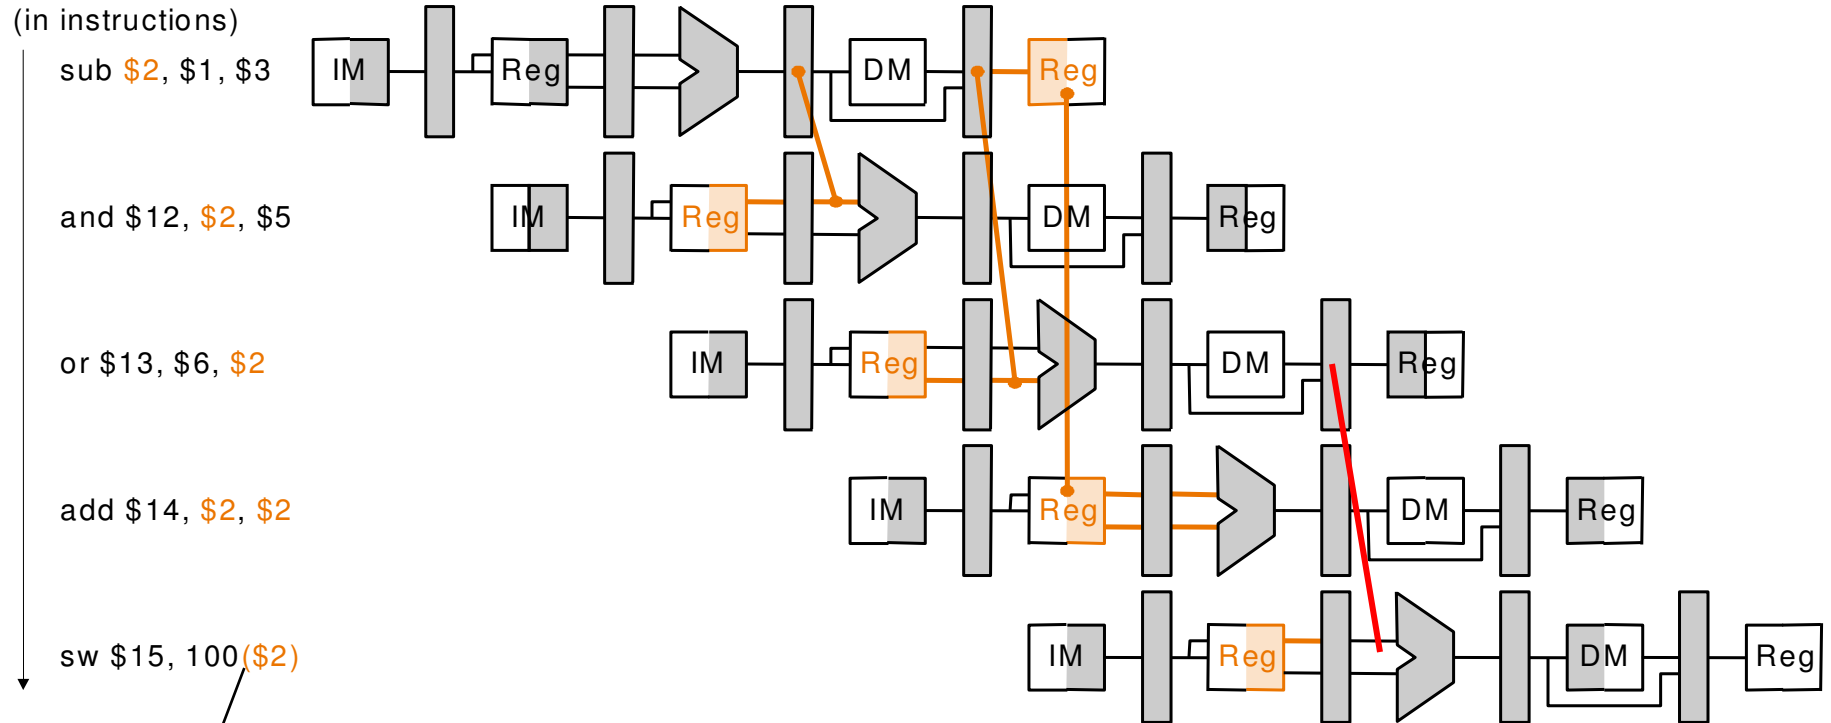 (in instructions)
sub $2, $1, $3
IM Reg DM Reg
and $12, $2, $5
IM Reg DM Reg
or $13, $6, $2
IM Reg DM Reg
add $14, $2, $2
IM Reg DM Reg
sw $15, 100($2)
IM Reg DM Reg